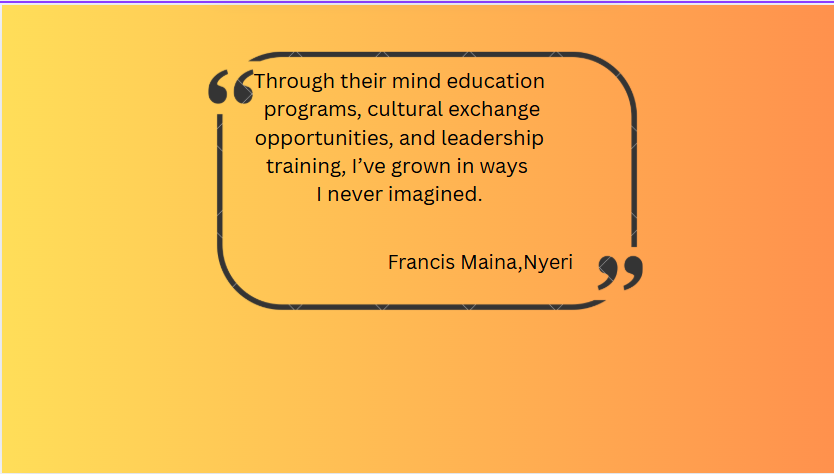 Through their mind education
programs, cultural exchange
opportunities, and leadership
training, I’ve grown in ways
I never imagined.
Francis Maina,Nyeri